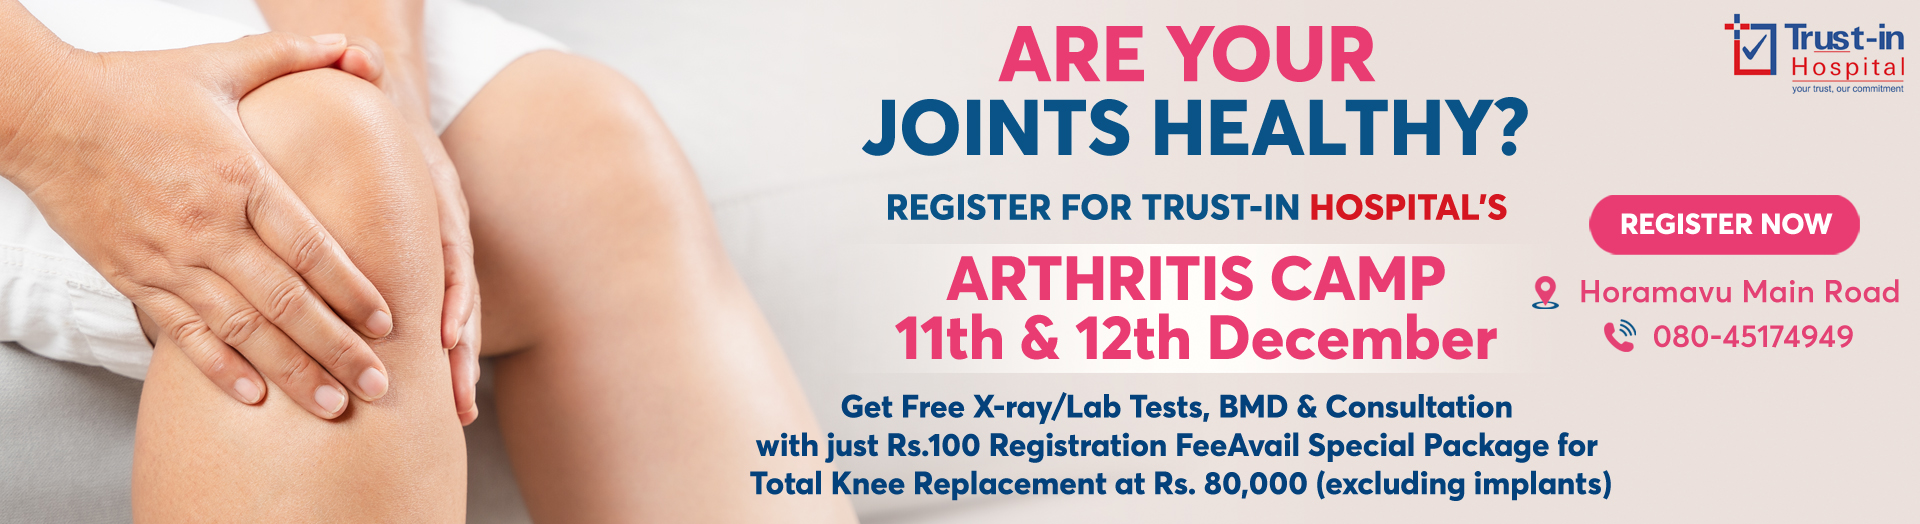 ARE YOUR
JOINTS HEALTHY?
REGISTER FOR TRUST-IN HOSPITAL'S
ARTHRITIS CAMP
11th & 12th December
Get Free X-ray/Lab Tests, BMD & Consultation
with just Rs.100 Registration FeeAvail Special Package for
Total Knee Replacement at Rs. 80,000 (excluding implants)
Trust-in
Hospital
your trust, our commitment
REGISTER NOW
Horamavu Main Road
080-45174949